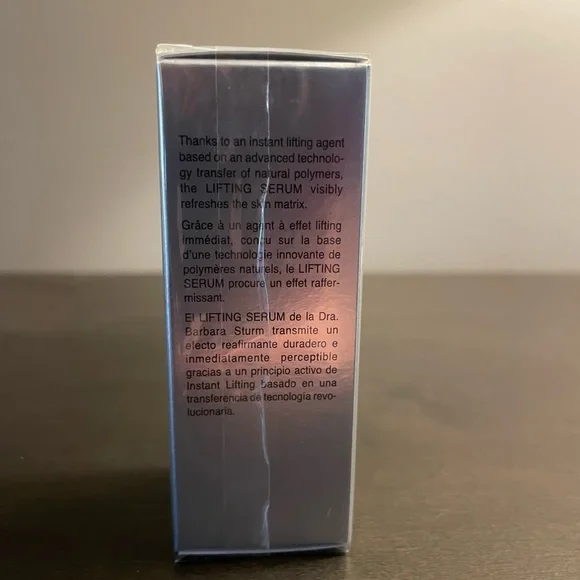 Thanks to an instant lifting agent
based on an advanced technolo-
gy transfer of natural polymers,
the LIFTING SERUM visibly
refreshes the skin matrix.
Grâce à un agent à effet lifting
immédiat, conçu sur la base
d'une technologie innovante de
polymères naturels, le LIFTING
SERUM procure un effet raffer-
missant.
El LIFTING SERUM de la Dra.
Barbara Sturm transmite un
efecto reafirmante duradero e
inmediatamente perceptible
gracias a un principio activo de
Instant Lifting basado en una
transferencia de tecnología revo-
lucionaria.